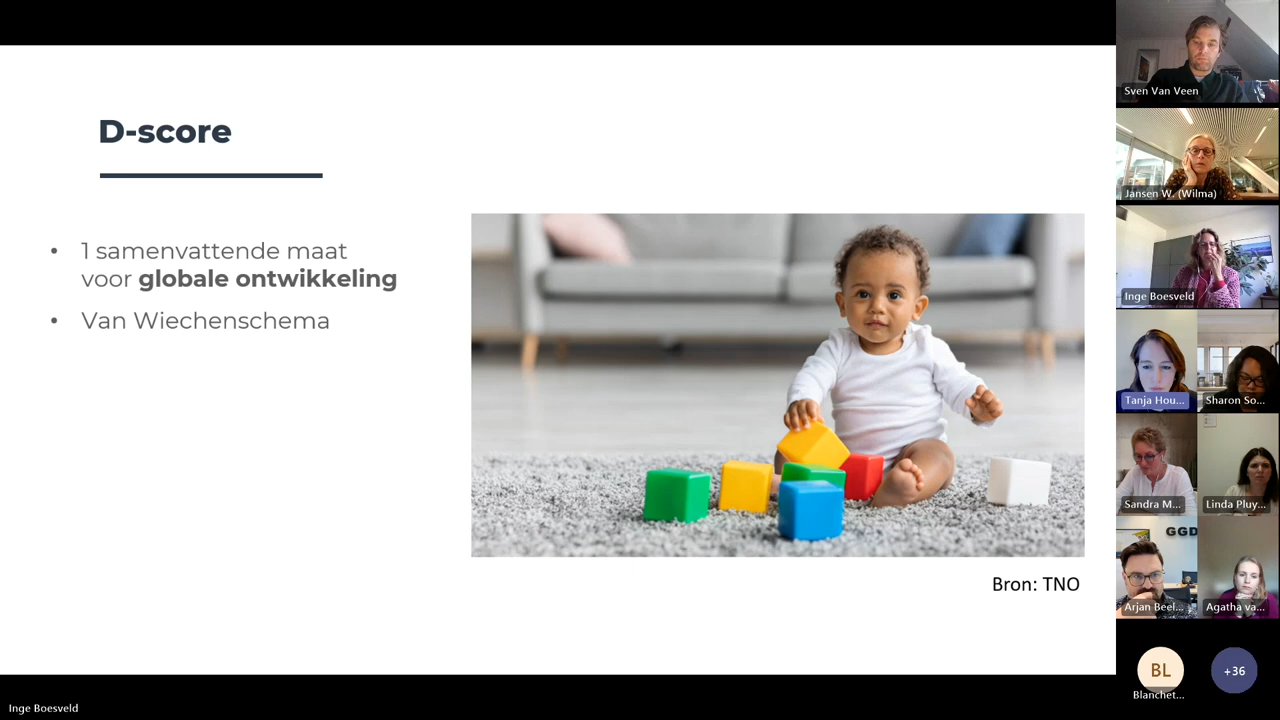 D-score
• 1 samenvattende maat
voor globale ontwikkeling
• Van Wiechenschema
Bron: TNO
Inge Boesveld
Sven Van Veen
Jansen W. (Wilma)
Inge Boesveld
Tanja Hou...
Sharon So...
Sandra M...
Linda Pluy...
GGD
Arjan Beel...
Agatha va...
BL
Blanchet...
+36